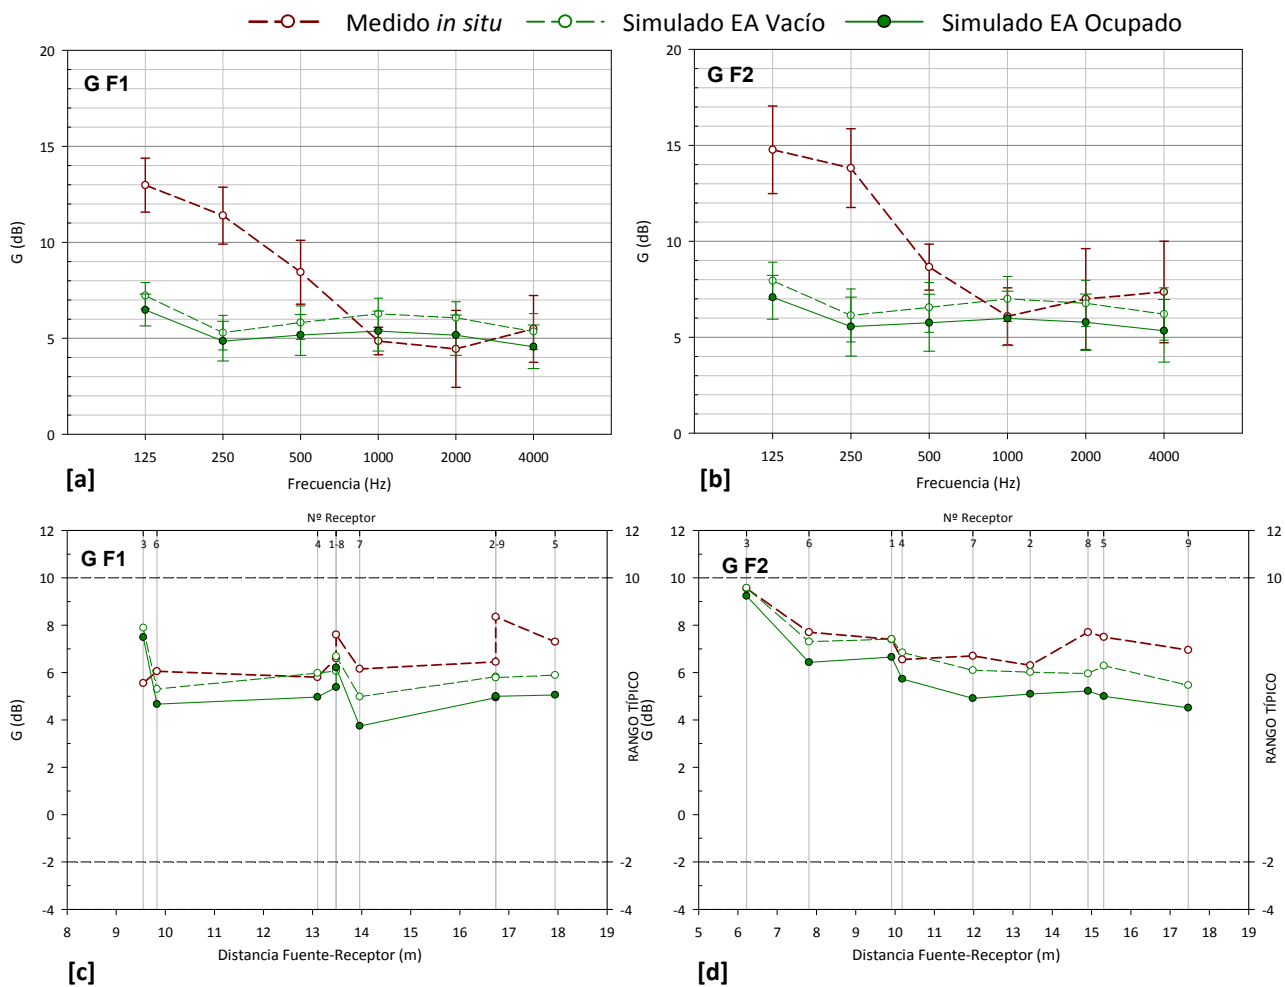 Medido in situ Simulado EA Vacío Simulado EA Ocupado
G F1
20
15
10
5
0
G (dB)
125 250 500 1000 2000 4000
Frecuencia (Hz)
[a]
G F2
20
15
10
5
0
G (dB)
125 250 500 1000 2000 4000
Frecuencia (Hz)
[b]
Nº Receptor
3 6 4 1-8 7 2-9 5
G F1
12
10
8
6
4
2
0
-2
-4
G (dB)
12
10
-2
-4
RANGO TÍPICO
8 9 10 11 12 13 14 15 16 17 18 19
Distancia Fuente-Receptor (m)
[c]
Nº Receptor
3 6 1 4 7 2 8 5 9
G F2
12
10
8
6
4
2
0
-2
-4
G (dB)
12
10
-2
-4
RANGO TÍPICO
5 6 7 8 9 10 11 12 13 14 15 16 17 18 19
Distancia Fuente-Receptor (m)
[d]